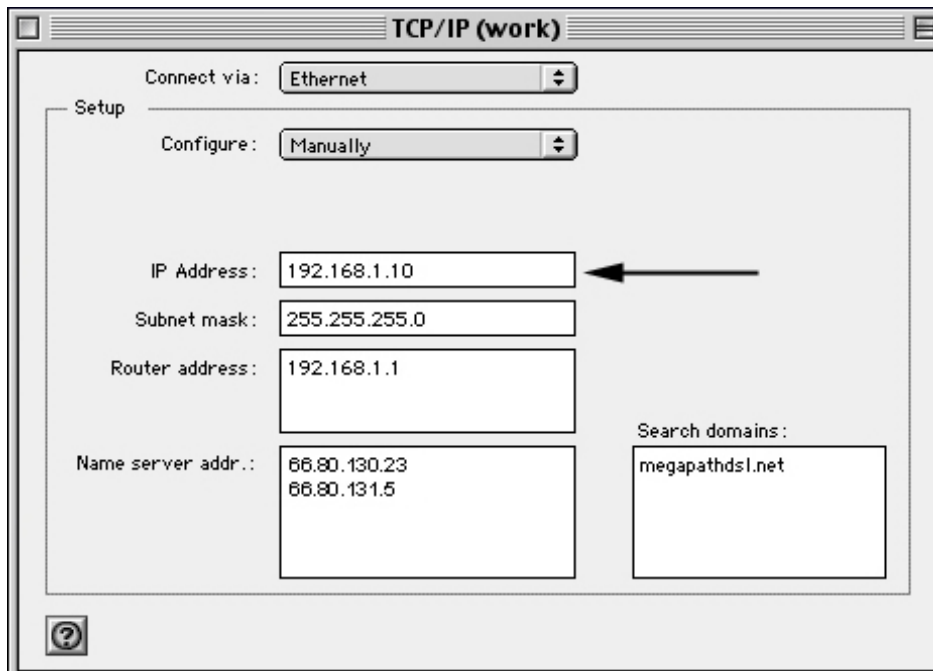 TCP/IP (work)
Connect via: Ethernet
Setup
Configure: Manually
IP Address: 192.168.1.10
Subnet mask: 255.255.255.0
Router address: 192.168.1.1
Search domains:
Name server addr.: 66.80.130.23 megapathdsl.net
66.80.131.5
?